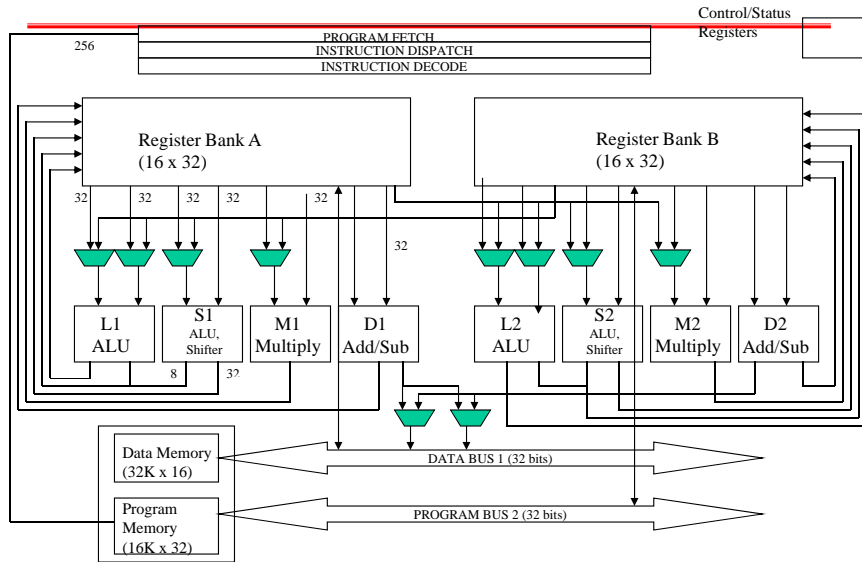 Control/Status
Registers
256
PROGRAM FETCH
INSTRUCTION DISPATCH
INSTRUCTION DECODE
Register Bank A
(16 x 32)
Register Bank B
(16 x 32)
32
32
32
32
32
32
L1
ALU
S1
ALU,
Shifter
M1
Multiply
D1
Add/Sub
L2
ALU
S2
ALU,
Shifter
M2
Multiply
D2
Add/Sub
8
32
Data Memory
(32K x 16)
DATA BUS 1 (32 bits)
Program
Memory
(16K x 32)
PROGRAM BUS 2 (32 bits)